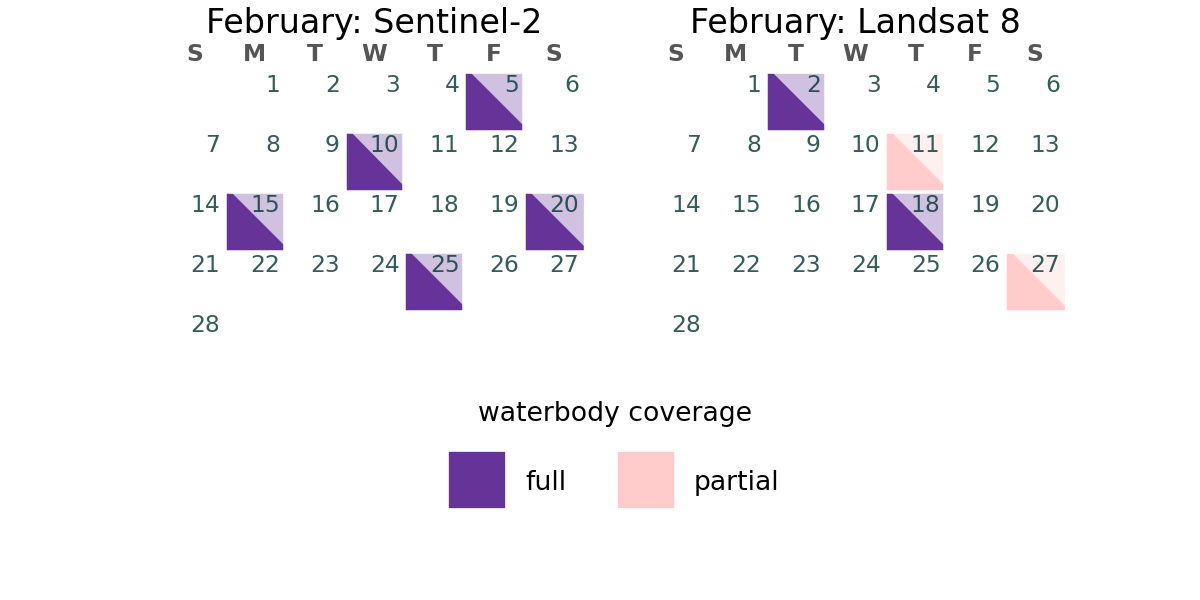 February: Sentinel-2
S M T W T F S
1 2 3 4 5 6
7 8 9 10 11 12 13
14 15 16 17 18 19 20
21 22 23 24 25 26 27
28
February: Landsat 8
S M T W T F S
1 2 3 4 5 6
7 8 9 10 11 12 13
14 15 16 17 18 19 20
21 22 23 24 25 26 27
28
waterbody coverage
full
partial